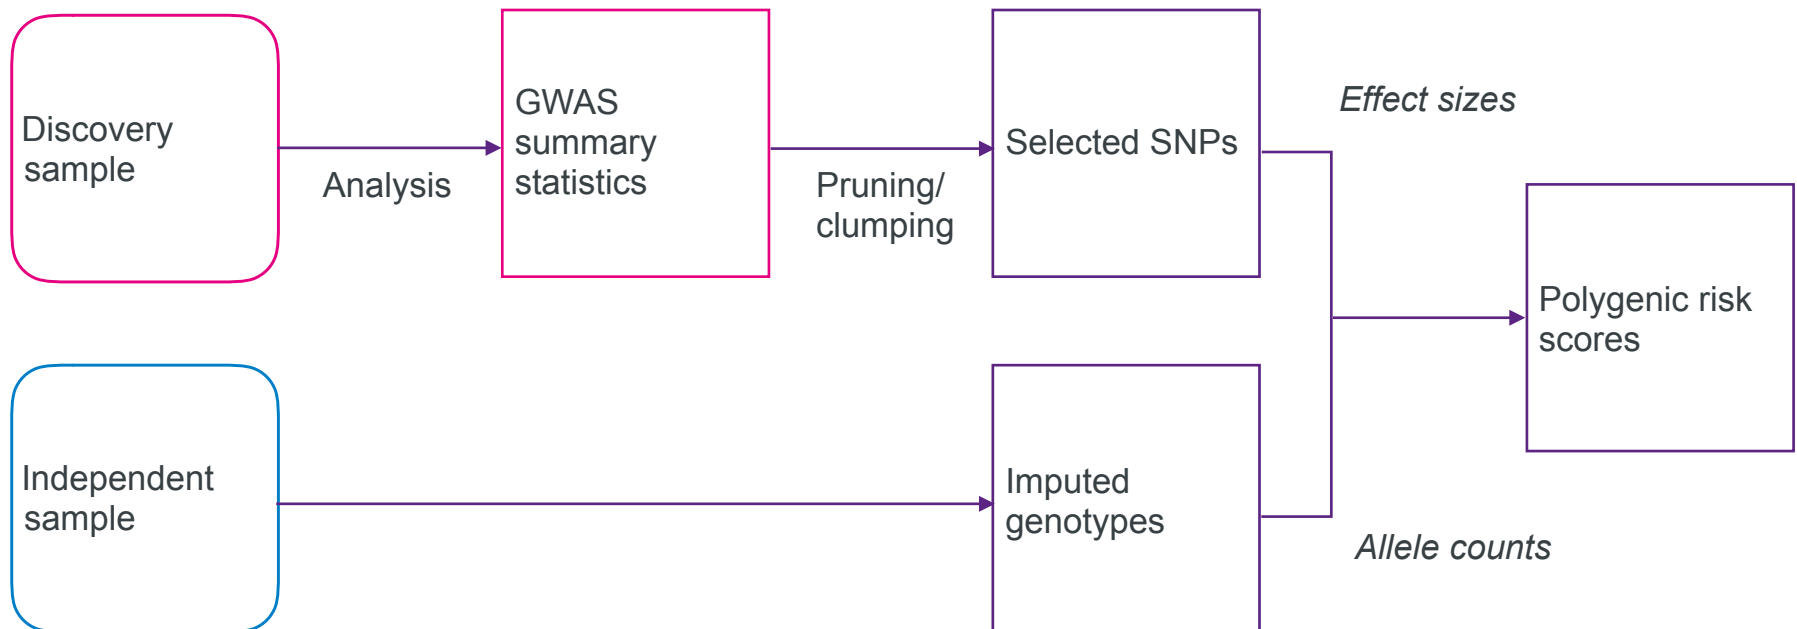 Discovery
sample
Analysis
GWAS
summary
statistics
Pruning/
clumping
Selected SNPs
Effect sizes
Polygenic risk
scores
Independent
sample
Imputed
genotypes
Allele counts